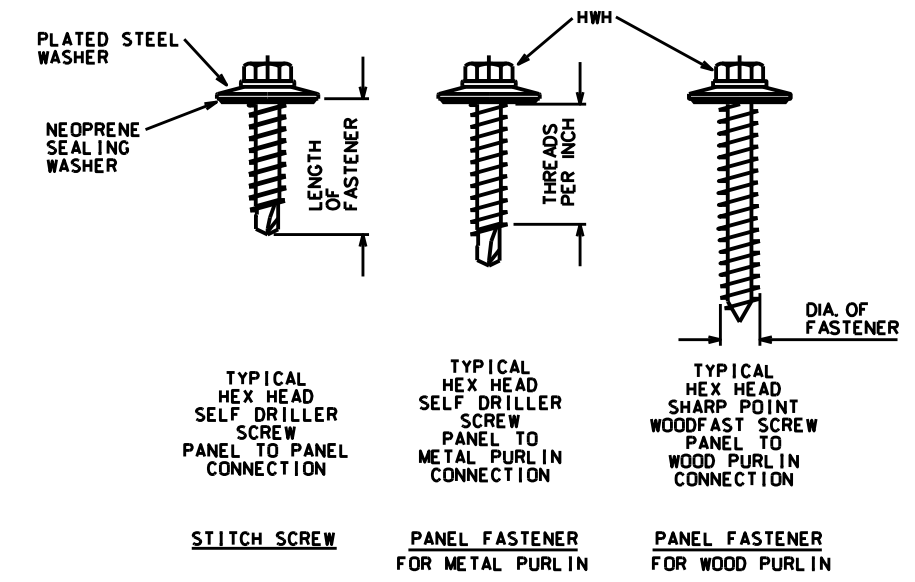 PLATED STEEL
WASHER
NEOPRENE
SEALING
WASHER
LENGTH
OF
FASTENER
HWH
THREADS
PER INCH
DIA. OF
FASTENER
TYPICAL
HEX HEAD
SELF DRILLER
SCREW
PANEL TO PANEL
CONNECTION
STITCH SCREW
TYPICAL
HEX HEAD
SELF DRILLER
SCREW
PANEL TO
METAL PURLIN
CONNECTION
PANEL FASTENER
FOR METAL PURLIN
TYPICAL
HEX HEAD
SHARP POINT
WOODFAST SCREW
PANEL TO
WOOD PURLIN
CONNECTION
PANEL FASTENER
FOR WOOD PURLIN